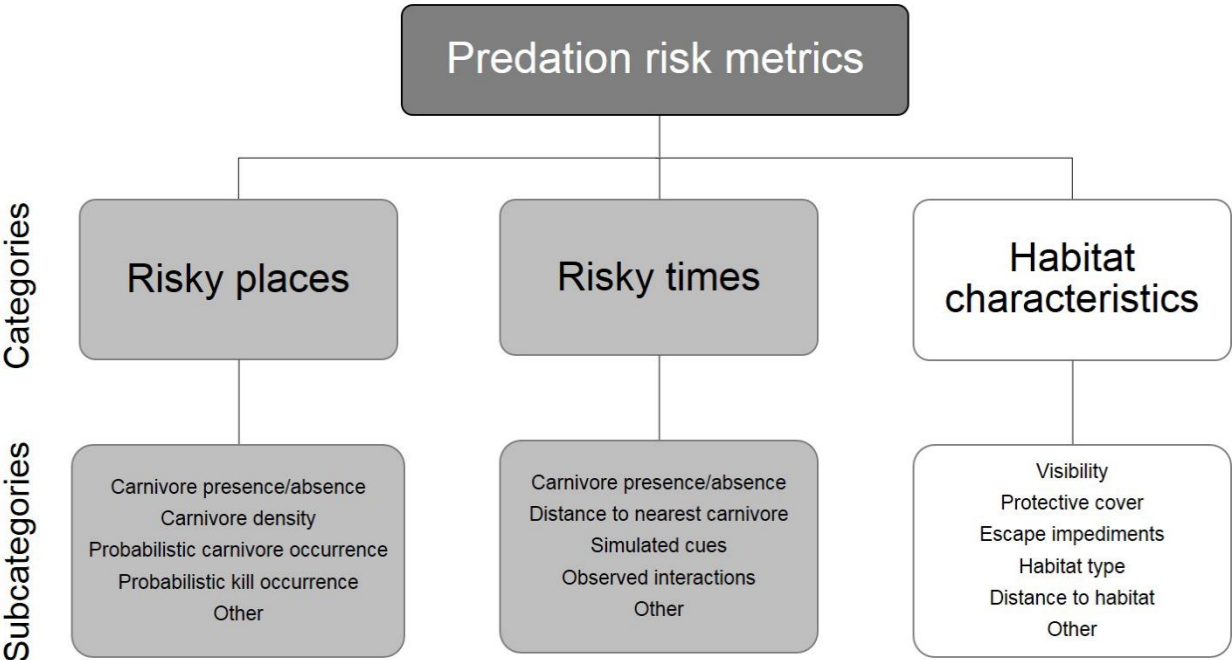 Predation risk metrics
Categories
Risky places
Risky times
Habitat
characteristics
Subcategories
Carnivore presence/absence
Carnivore density
Probabilistic carnivore occurrence
Probabilistic kill occurrence
Other
Carnivore presence/absence
Distance to nearest carnivore
Simulated cues
Observed interactions
Other
Visibility
Protective cover
Escape impediments
Habitat type
Distance to habitat
Other